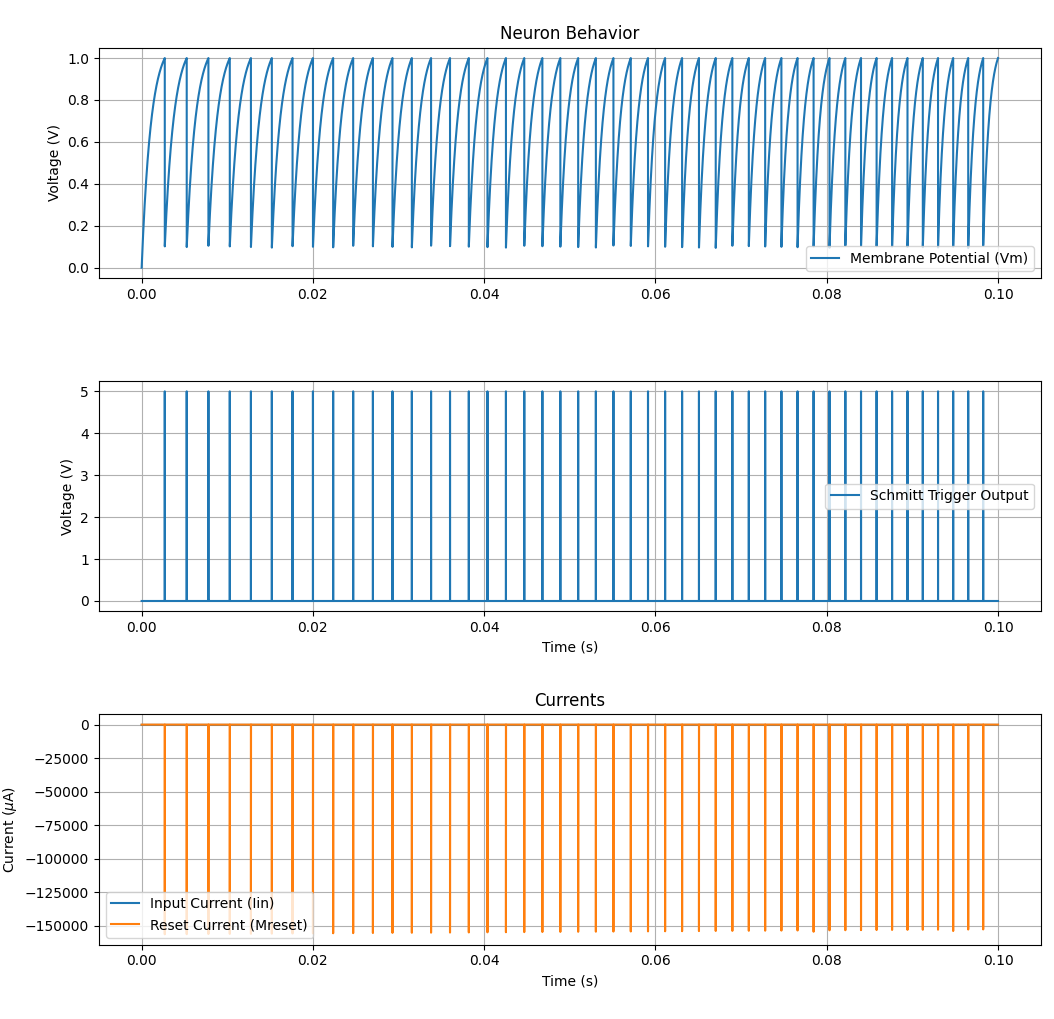 Neuron Behavior
Voltage (V)
1.0
0.8
0.6
0.4
0.2
0.0
Membrane Potential (Vm)
0.00 0.02 0.04 0.06 0.08 0.10
Voltage (V)
5
4
3
2
1
0
Schmitt Trigger Output
0.00 0.02 0.04 0.06 0.08 0.10
Time (s)
Currents
Current (μA)
0
−25000
−50000
−75000
−100000
−125000
−150000
Input Current (Iin)
Reset Current (Mreset)
0.00 0.02 0.04 0.06 0.08 0.10
Time (s)